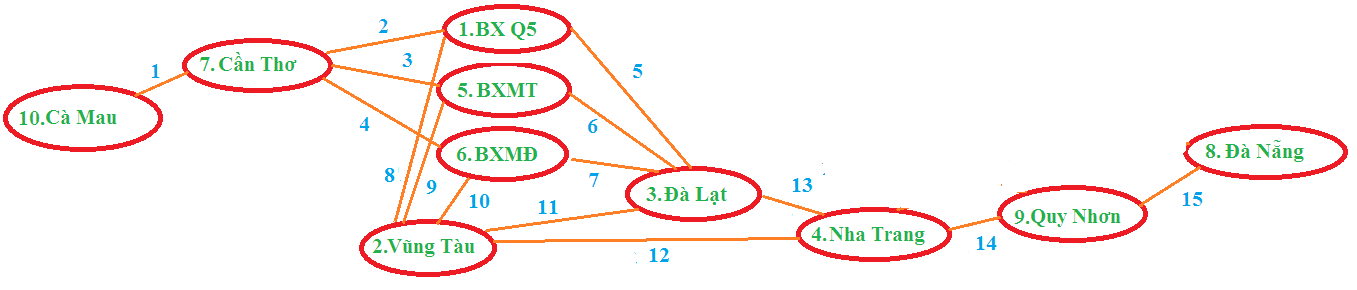 1.BX Q5
2
7. Cần Thơ
3
5
1
5. BXMT
10.Cà Mau
4
6
6. BXMĐ
8. Đà Nẵng
8
9
7
10
3.Đà Lạt
13
15
11
9.Quy Nhơn
4.Nha Trang
14
2.Vũng Tàu
12